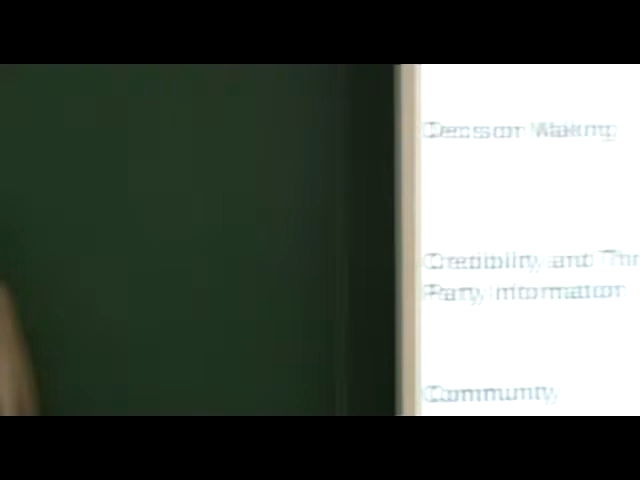 Decision Making
Credibility and
Party Information
Community,